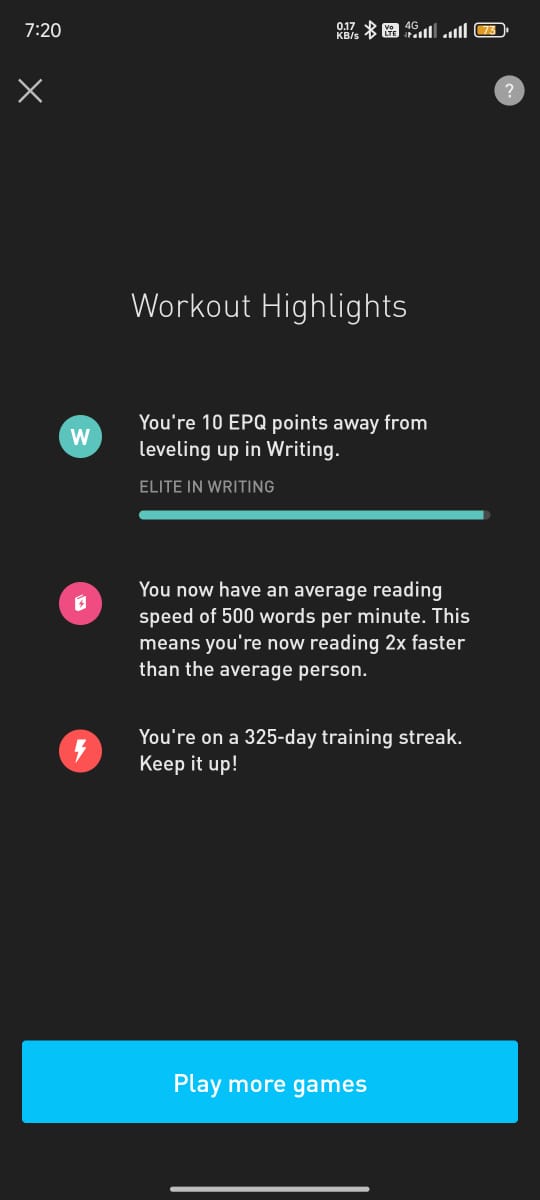 7:20
0.17
KB/s
Vo
LTE
4G
73
?
Workout Highlights
W
You're 10 EPQ points away from
leveling up in Writing.
ELITE IN WRITING
You now have an average reading
speed of 500 words per minute. This
means you're now reading 2x faster
than the average person.
You're on a 325-day training streak.
Keep it up!
Play more games